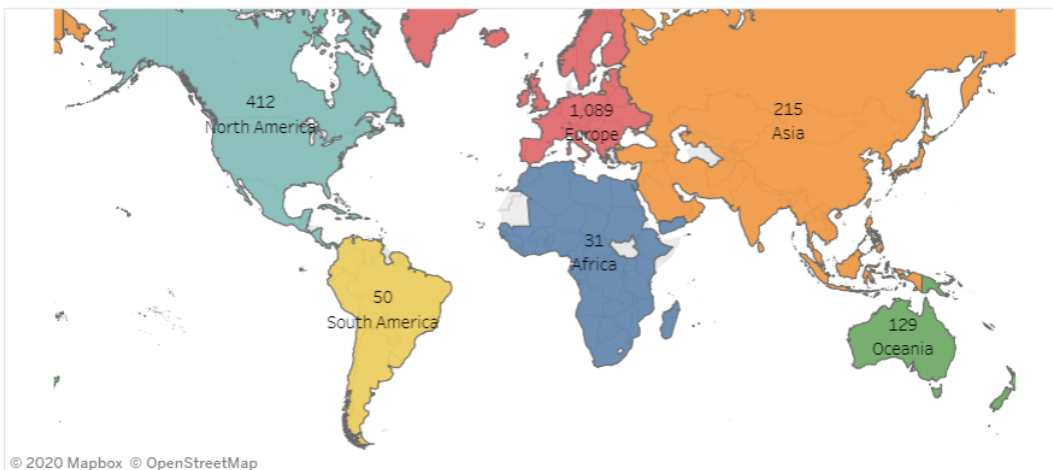 412
North America
1,089
Europe
215
Asia
31
Africa
50
South America
129
Oceania
© 2020 Mapbox © OpenStreetMap